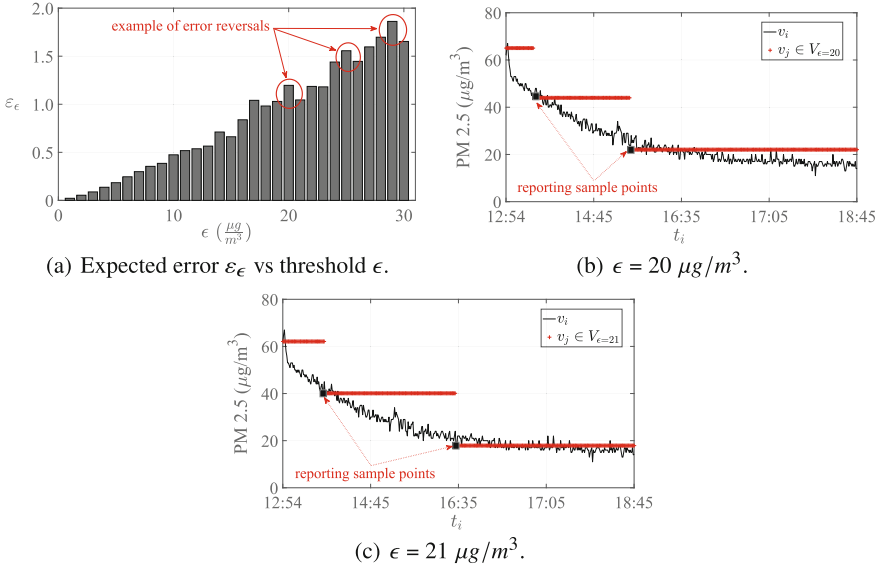 example of error reversals
2.0
1.5
1.0
0.5
0
0
10
20
30
ε_ϵ
ϵ (μg/m³)
(a) Expected error ε_ϵ vs threshold ϵ.
80
60
40
20
0
PM 2.5 (μg/m³)
v_i
v_j ∈ V_ϵ=20
reporting sample points
12:54 14:45 16:35 17:05 18:45
t_i
(b) ϵ = 20 μg/m³.
80
60
40
20
0
PM 2.5 (μg/m³)
v_i
v_j ∈ V_ϵ=21
reporting sample points
12:54 14:45 16:35 17:05 18:45
t_i
(c) ϵ = 21 μg/m³.